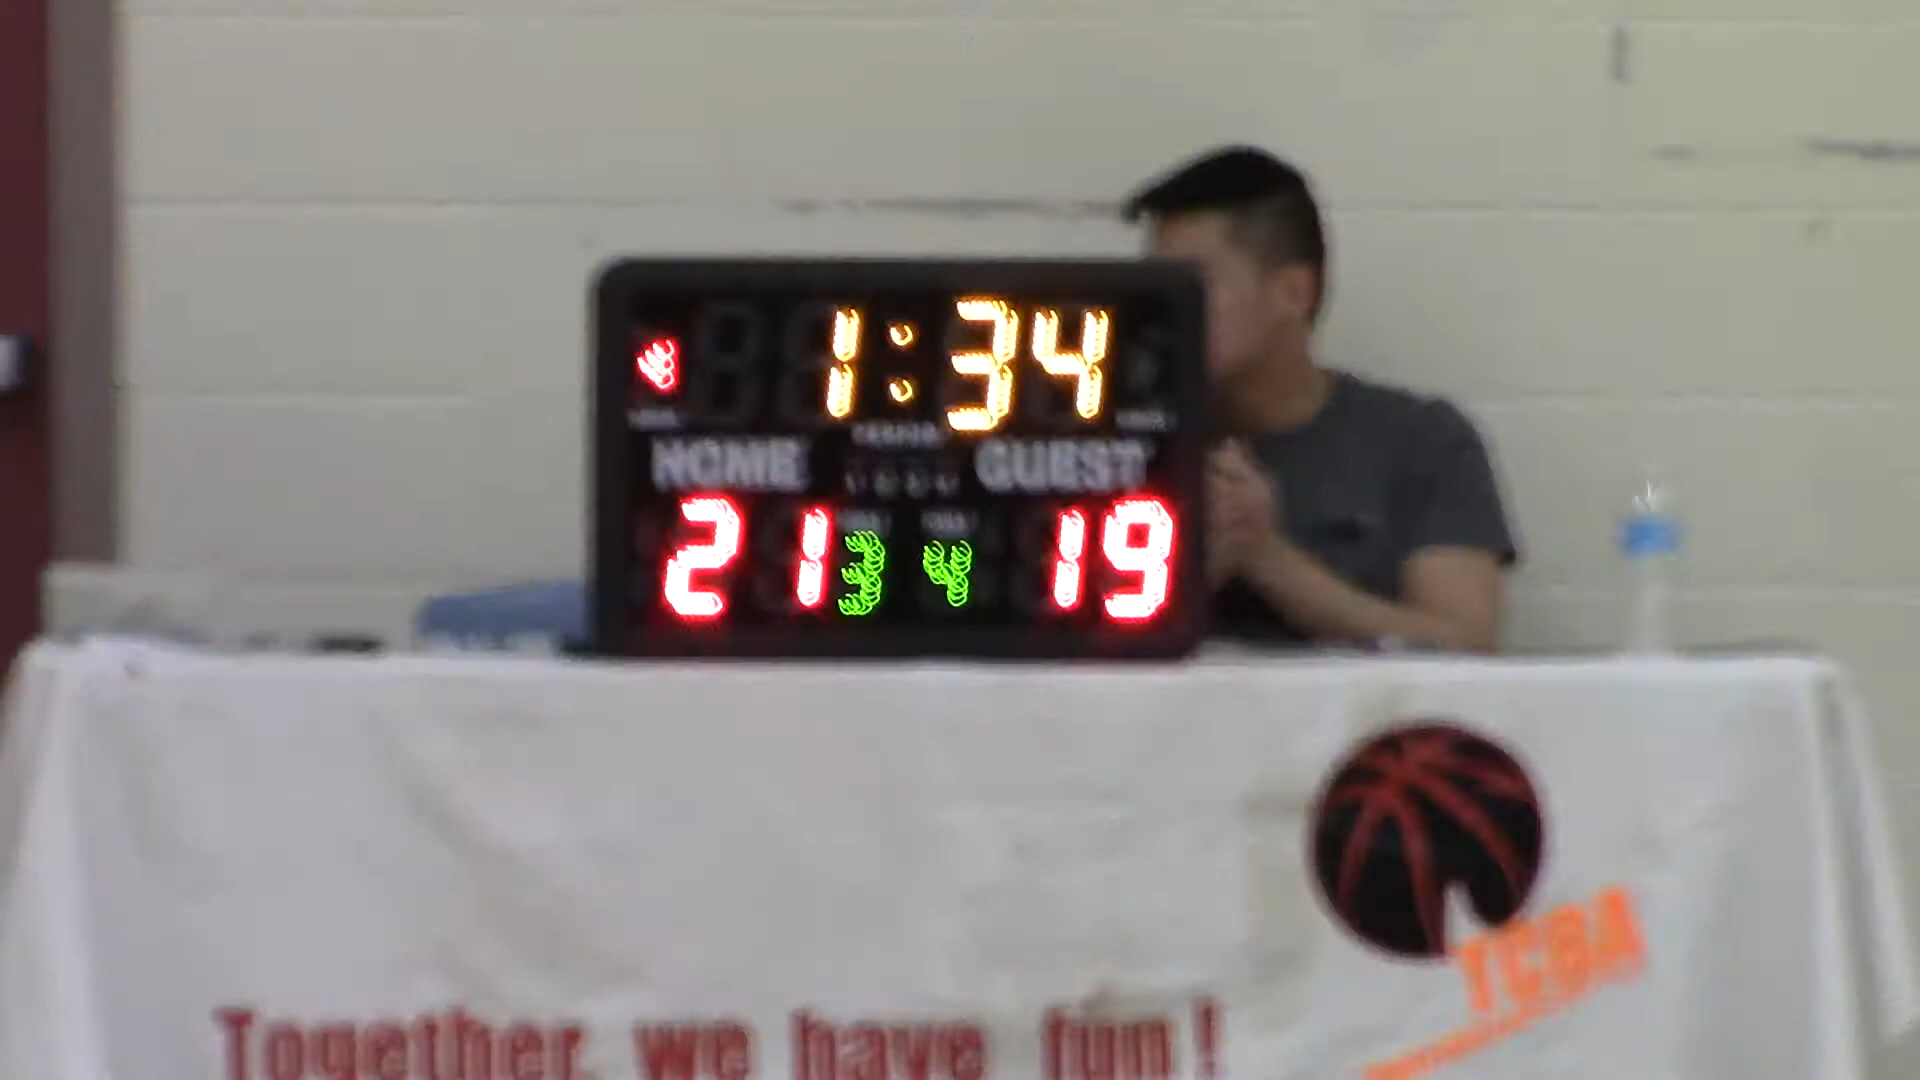 1:34
HOME GUEST
21 3 4 19
TCBA
Together, we have fun!